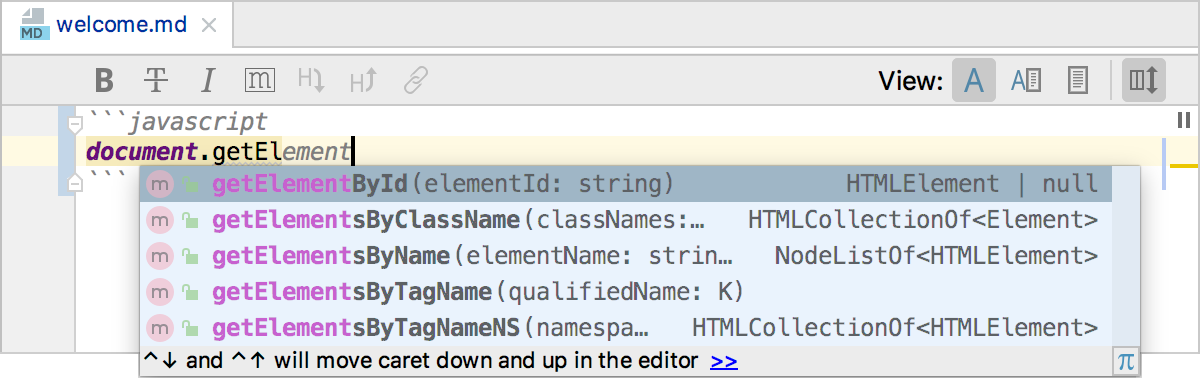 MD welcome.md
B T I m H H View: A A
```javascript
document.getElement
```
m getElementById(elementId: string) HTMLElement | null
m getElementsByClassName(classNames:… HTMLCollectionOf<Element>
m getElementsByName(elementName: strin… NodeListOf<HTMLElement>
m getElementsByTagName(qualifiedName: K)
m getElementsByTagNameNS(namespa… HTMLCollectionOf<HTMLElement>
^↓ and ^↑ will move caret down and up in the editor >> π